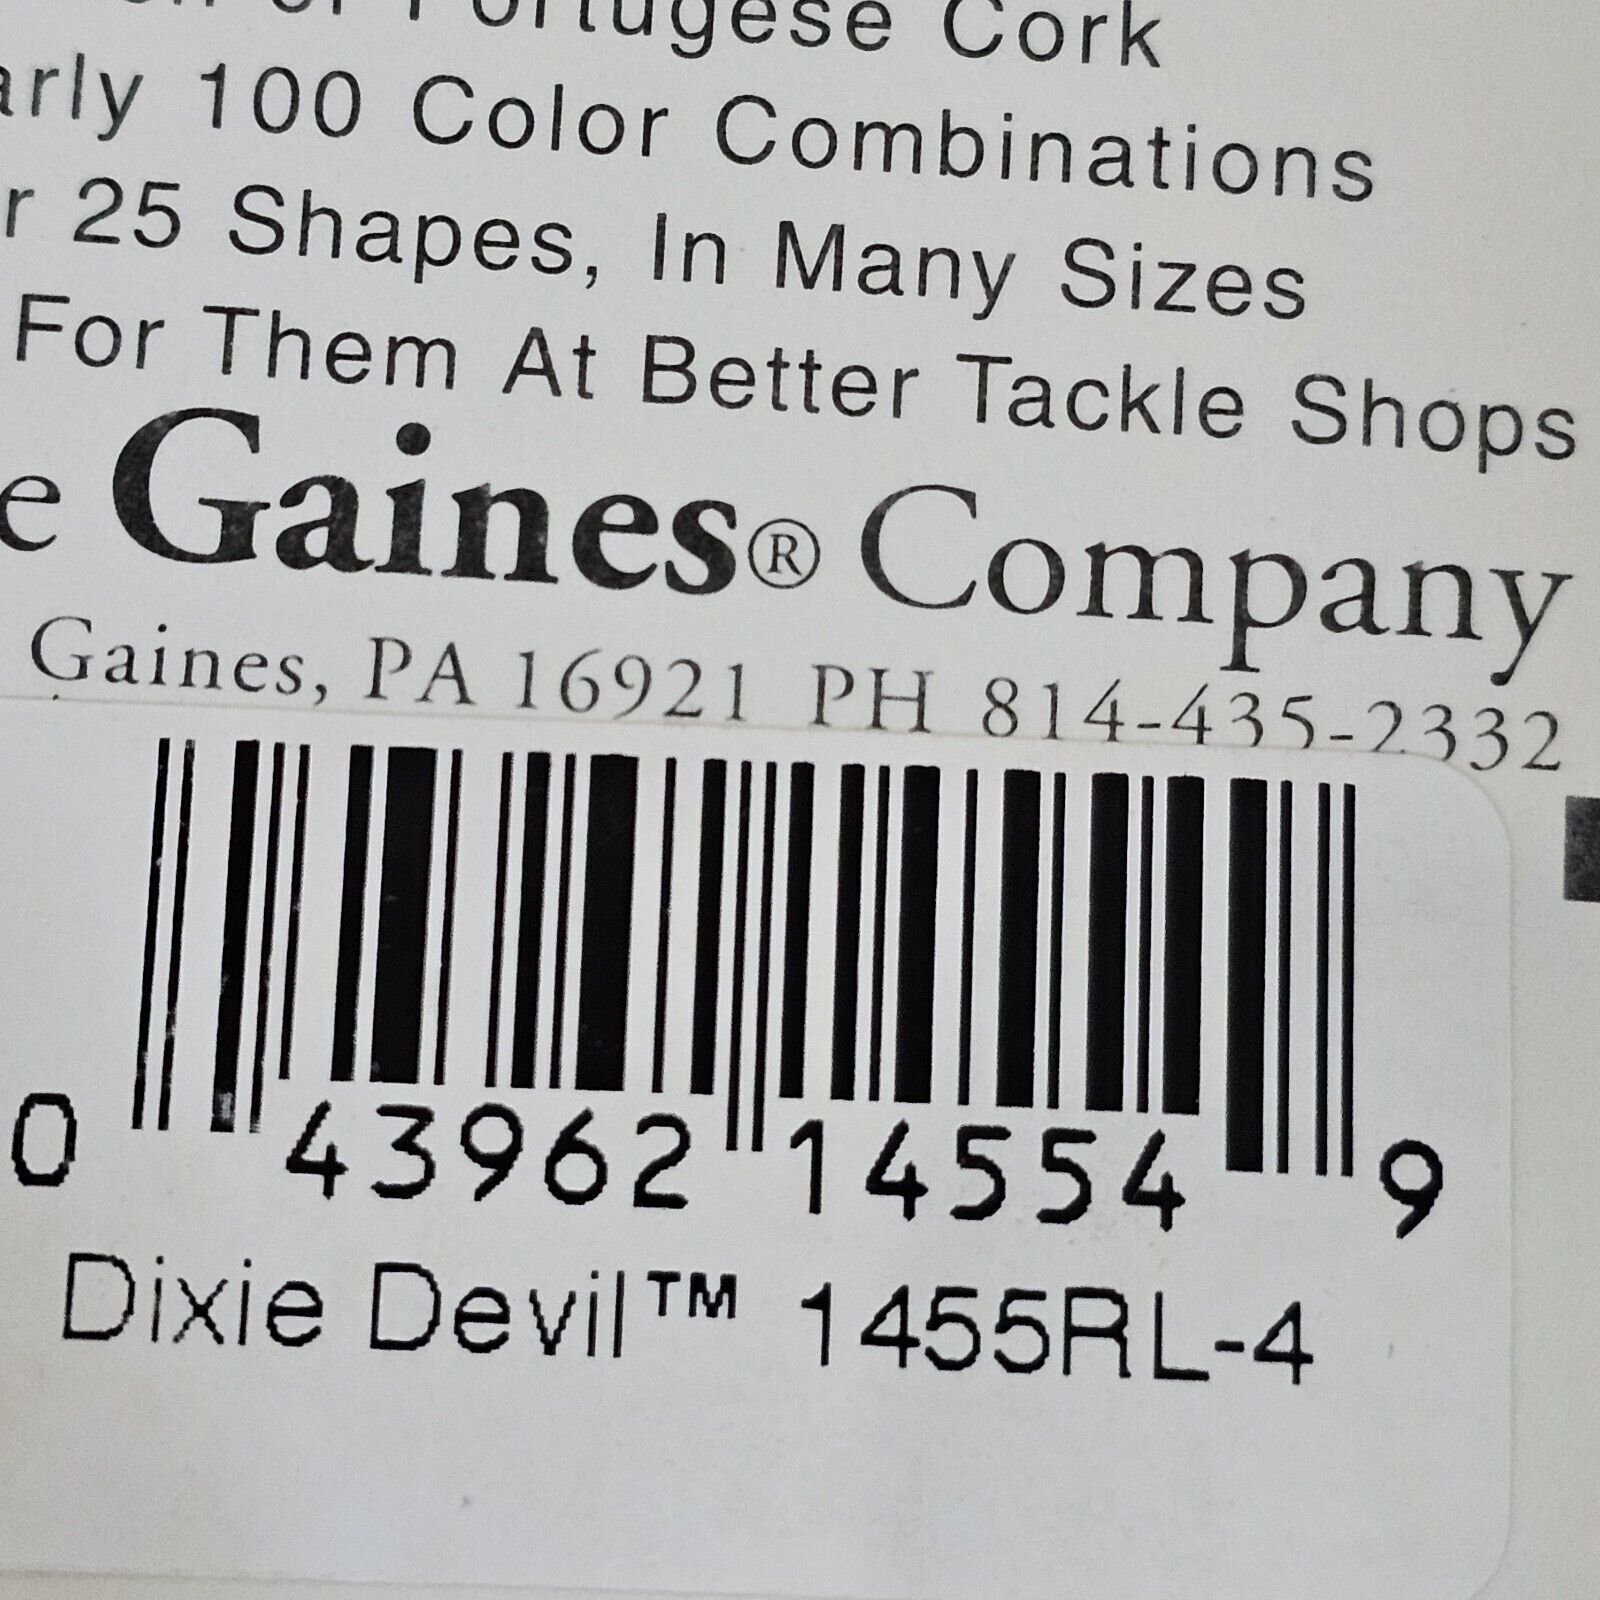 of Portugese Cork
100 Color Combinations
25 Shapes, In Many Sizes
For Them At Better Tackle Shops
Gaines® Company
Gaines, PA 16921 PH 814-435-2332
0 43962 14554 9
Dixie Devil™ 1455RL-4